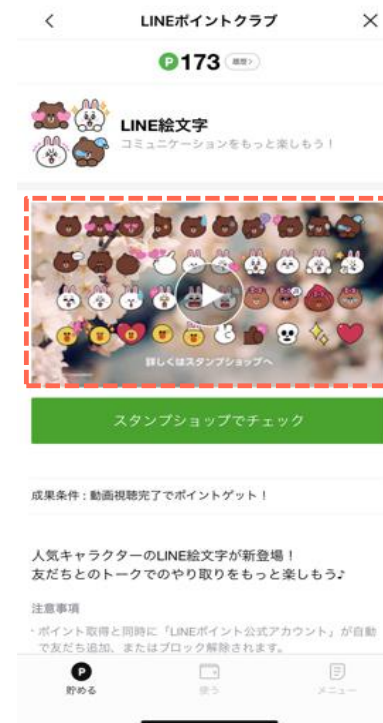 LINEポイントクラブ
P 173 履歴>
LINE絵文字
コミュニケーションをもっと楽しもう！
詳しくはスタンプショップへ
スタンプショップでチェック
成果条件：動画視聴完了でポイントゲット！
人気キャラクターのLINE絵文字が新登場！
友だちとのトークでのやり取りをもっと楽しもう♪
注意事項
・ポイント取得と同時に「LINEポイント公式アカウント」が自動
で友だち追加、またはブロック解除されます。
P
貯める 使う メニュー